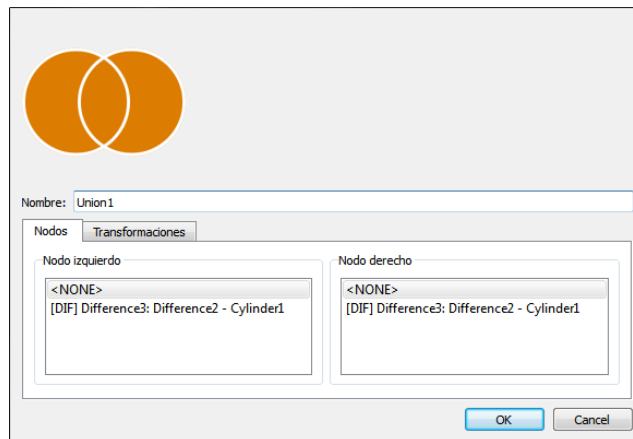 Nombre: Union1
Nodos Transformaciones
Nodo izquierdo Nodo derecho
<NONE> <NONE>
[DIF] Difference3: Difference2 - Cylinder1 [DIF] Difference3: Difference2 - Cylinder1
OK Cancel